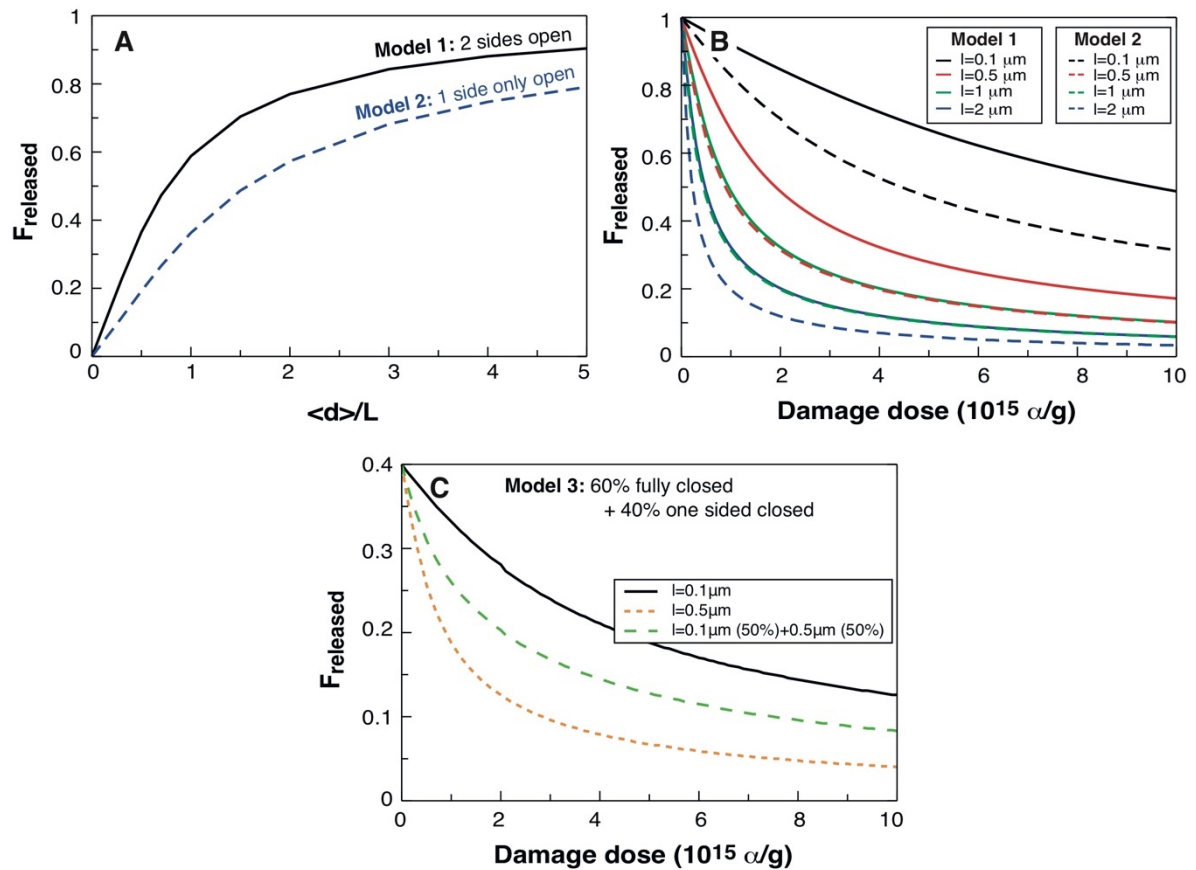 A
Model 1: 2 sides open
Model 2: 1 side only open
Freleased
1
0.8
0.6
0.4
0.2
0
0 1 2 3 4 5
<d>/L
B
Model 1
l=0.1 μm
l=0.5 μm
l=1 μm
l=2 μm
Model 2
l=0.1 μm
l=0.5 μm
l=1 μm
l=2 μm
Freleased
1
0.8
0.6
0.4
0.2
0
0 2 4 6 8 10
Damage dose (10¹⁵ α/g)
C
Model 3: 60% fully closed
+ 40% one sided closed
l=0.1μm
l=0.5μm
l=0.1μm (50%)+0.5μm (50%)
Freleased
0.4
0.3
0.2
0.1
0
0 2 4 6 8 10
Damage dose (10¹⁵ α/g)